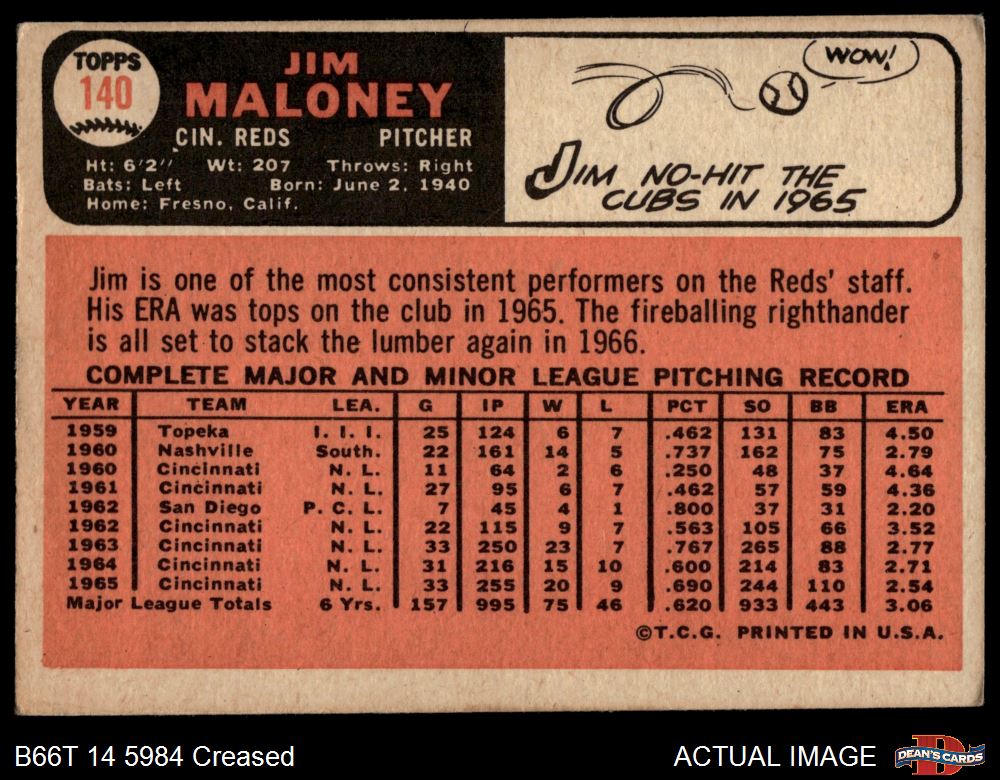 TOPPS
140
JIM
MALONEY
CIN. REDS PITCHER
Ht: 6'2" Wt: 207 Throws: Right
Bats: Left Born: June 2, 1940
Home: Fresno, Calif.
WOW!
JIM NO-HIT THE
CUBS IN 1965
Jim is one of the most consistent performers on the Reds' staff.
His ERA was tops on the club in 1965. The fireballing righthander
is all set to stack the lumber again in 1966.
COMPLETE MAJOR AND MINOR LEAGUE PITCHING RECORD
YEAR TEAM LEA. G IP W L PCT SO BB ERA
1959 Topeka I. I. I. 25 124 6 7 .462 131 83 4.50
1960 Nashville South. 22 161 14 5 .737 162 75 2.79
1960 Cincinnati N. L. 11 64 2 6 .250 48 37 4.64
1961 Cincinnati N. L. 27 95 6 7 .462 57 59 4.36
1962 San Diego P. C. L. 7 45 4 1 .800 37 31 2.20
1962 Cincinnati N. L. 22 115 9 7 .563 105 66 3.52
1963 Cincinnati N. L. 33 250 23 7 .767 265 88 2.77
1964 Cincinnati N. L. 31 216 15 10 .600 214 83 2.71
1965 Cincinnati N. L. 33 255 20 9 .690 244 110 2.54
Major League Totals 6 Yrs. 157 995 75 46 .620 933 443 3.06
©T.C.G. PRINTED IN U.S.A.
B66T 14 5984 Creased ACTUAL IMAGE
DEAN'S CARDS